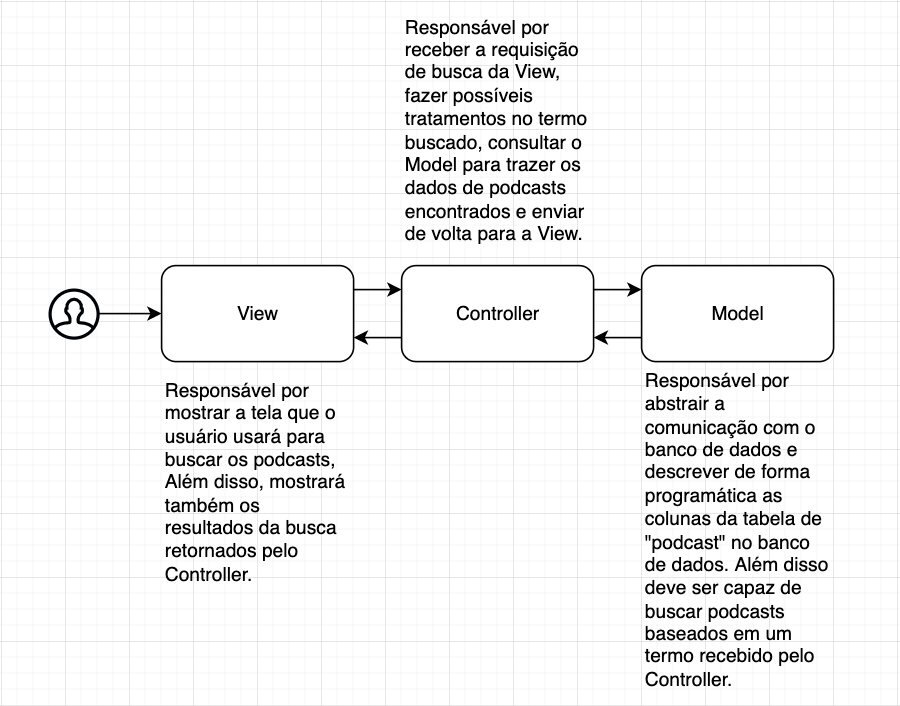 Responsável por
receber a requisição
de busca da View,
fazer possíveis
tratamentos no termo
buscado, consultar o
Model para trazer os
dados de podcasts
encontrados e enviar
de volta para a View.
View
Controller
Model
Responsável por
mostrar a tela que o
usuário usará para
buscar os podcasts,
Além disso, mostrará
também os
resultados da busca
retornados pelo
Controller.
Responsável por
abstrair a
comunicação com o
banco de dados e
descrever de forma
programática as
colunas da tabela de
"podcast" no banco
de dados. Além disso
deve ser capaz de
buscar podcasts
baseados em um
termo recebido pelo
Controller.